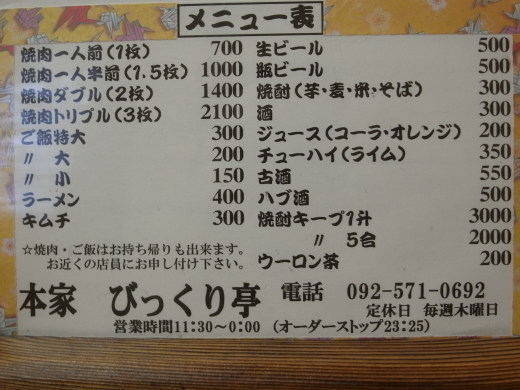 メニュー表
焼肉一人前(1枚) 700
焼肉一人半前(1.5枚) 1000
焼肉ダブル(2枚) 1400
焼肉トリプル(3枚) 2100
ご飯特大 300
〃 大 200
〃 小 150
ラーメン 400
キムチ 300
☆焼肉・ご飯はお持ち帰りも出来ます。
お近くの店員にお申し付け下さい。
生ビール 500
瓶ビール 500
焼酎(芋・麦・米・そば) 300
酒 300
ジュース(コーラ・オレンジ) 200
チューハイ(ライム) 350
古酒 550
ハブ酒 500
焼酎キープ1升 3000
〃 5合 2000
ウーロン茶 200
本家 びっくり亭 電話 092-571-0692
定休日 毎週木曜日
営業時間11:30~0:00 (オーダーストップ23:25)